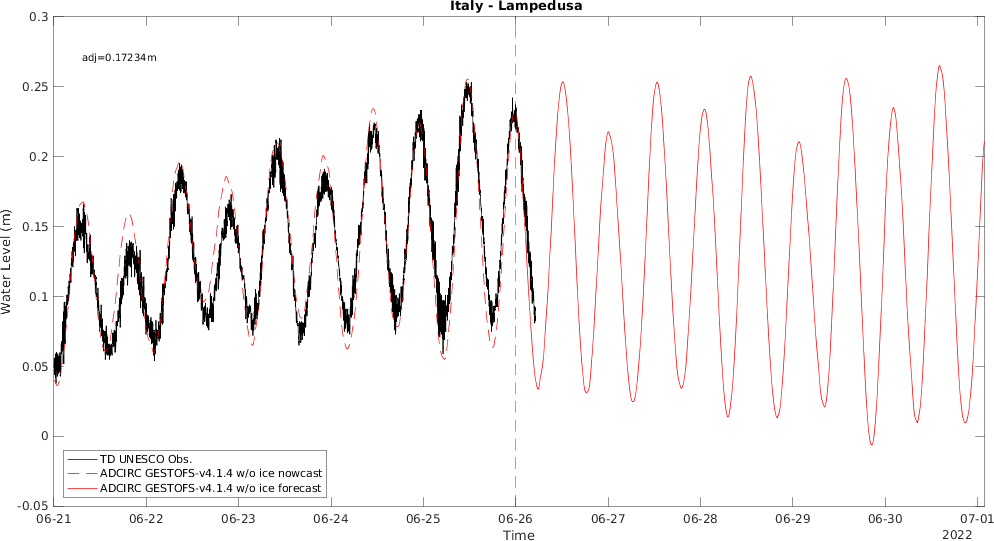 Italy - Lampedusa
0.3
adj=0.17234m
0.25
0.2
0.15
0.1
0.05
0
-0.05
Water Level (m)
TD UNESCO Obs.
ADCIRC GESTOFS-v4.1.4 w/o ice nowcast
ADCIRC GESTOFS-v4.1.4 w/o ice forecast
06-21 06-22 06-23 06-24 06-25 06-26 06-27 06-28 06-29 06-30 07-01
Time
2022